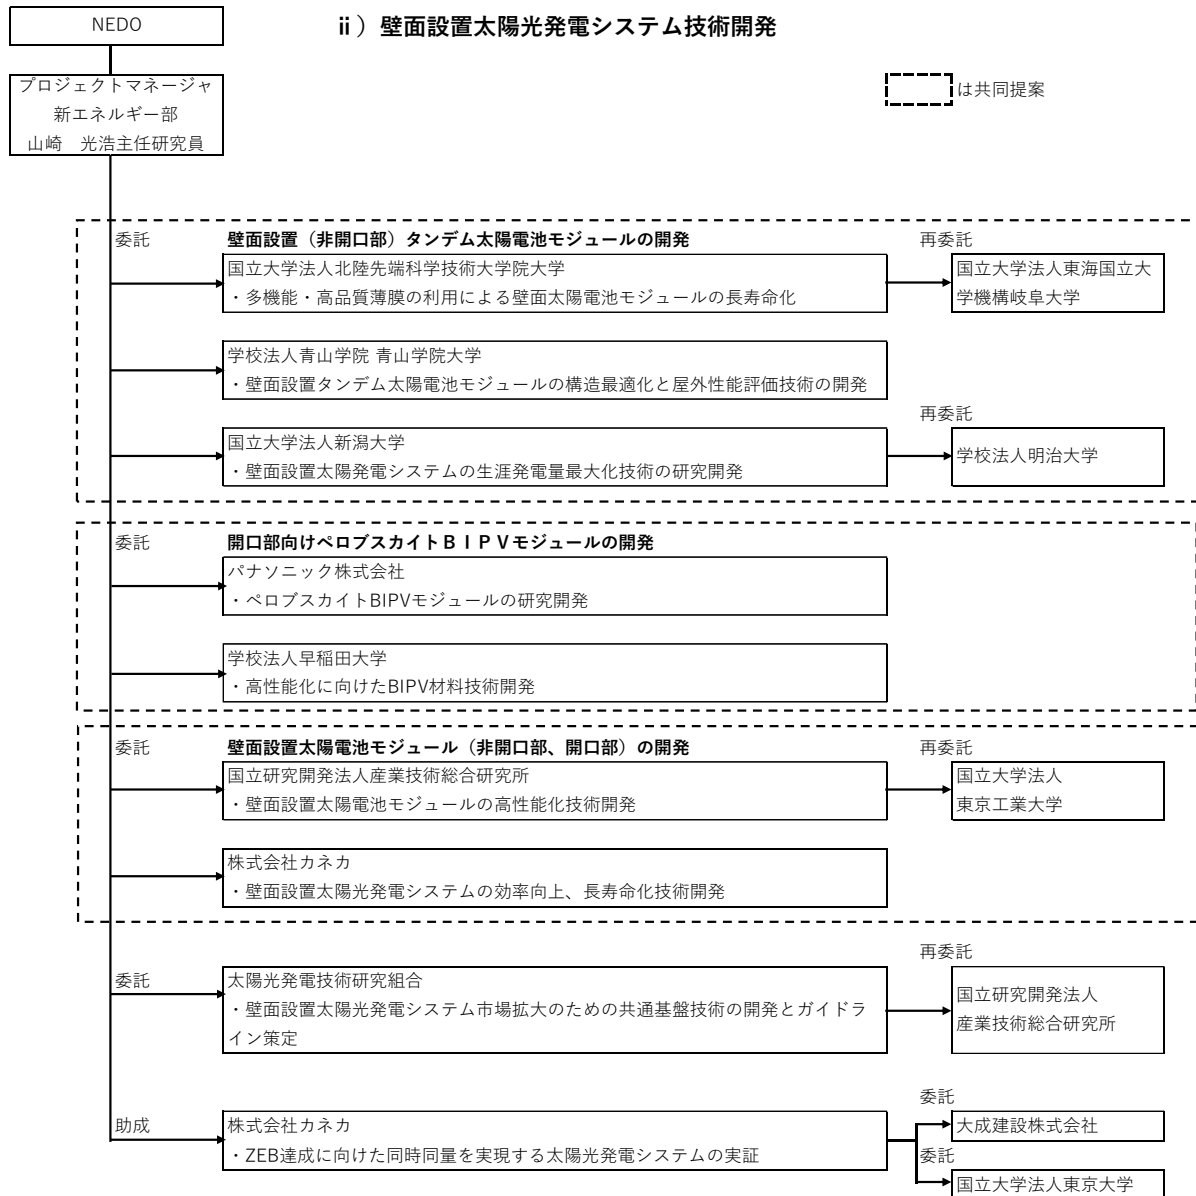 NEDO
ⅱ）壁面設置太陽光発電システム技術開発
プロジェクトマネージャ
新エネルギー部
山崎　光浩主任研究員
は共同提案
委託
壁面設置（非開口部）タンデム太陽電池モジュールの開発
再委託
国立大学法人北陸先端科学技術大学院大学
・多機能・高品質薄膜の利用による壁面太陽電池モジュールの長寿命化
国立大学法人東海国立大
学機構岐阜大学
学校法人青山学院 青山学院大学
・壁面設置タンデム太陽電池モジュールの構造最適化と屋外性能評価技術の開発
再委託
国立大学法人新潟大学
・壁面設置太陽発電システムの生涯発電量最大化技術の研究開発
学校法人明治大学
委託
開口部向けペロブスカイトＢＩＰＶモジュールの開発
パナソニック株式会社
・ペロブスカイトBIPVモジュールの研究開発
学校法人早稲田大学
・高性能化に向けたBIPV材料技術開発
委託
壁面設置太陽電池モジュール（非開口部、開口部）の開発
再委託
国立研究開発法人産業技術総合研究所
・壁面設置太陽電池モジュールの高性能化技術開発
国立大学法人
東京工業大学
株式会社カネカ
・壁面設置太陽光発電システムの効率向上、長寿命化技術開発
再委託
委託
太陽光発電技術研究組合
・壁面設置太陽光発電システム市場拡大のための共通基盤技術の開発とガイドラ
イン策定
国立研究開発法人
産業技術総合研究所
委託
助成
株式会社カネカ
・ZEB達成に向けた同時同量を実現する太陽光発電システムの実証
大成建設株式会社
委託
国立大学法人東京大学